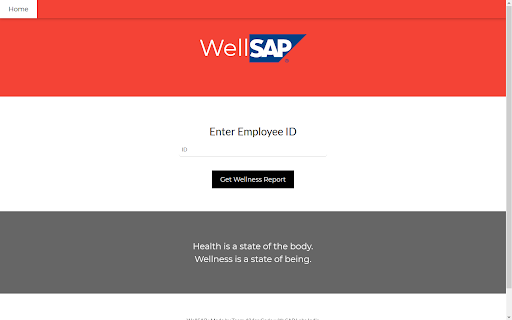 Home
WellSAP
Enter Employee ID
ID
Get Wellness Report
Health is a state of the body.
Wellness is a state of being.